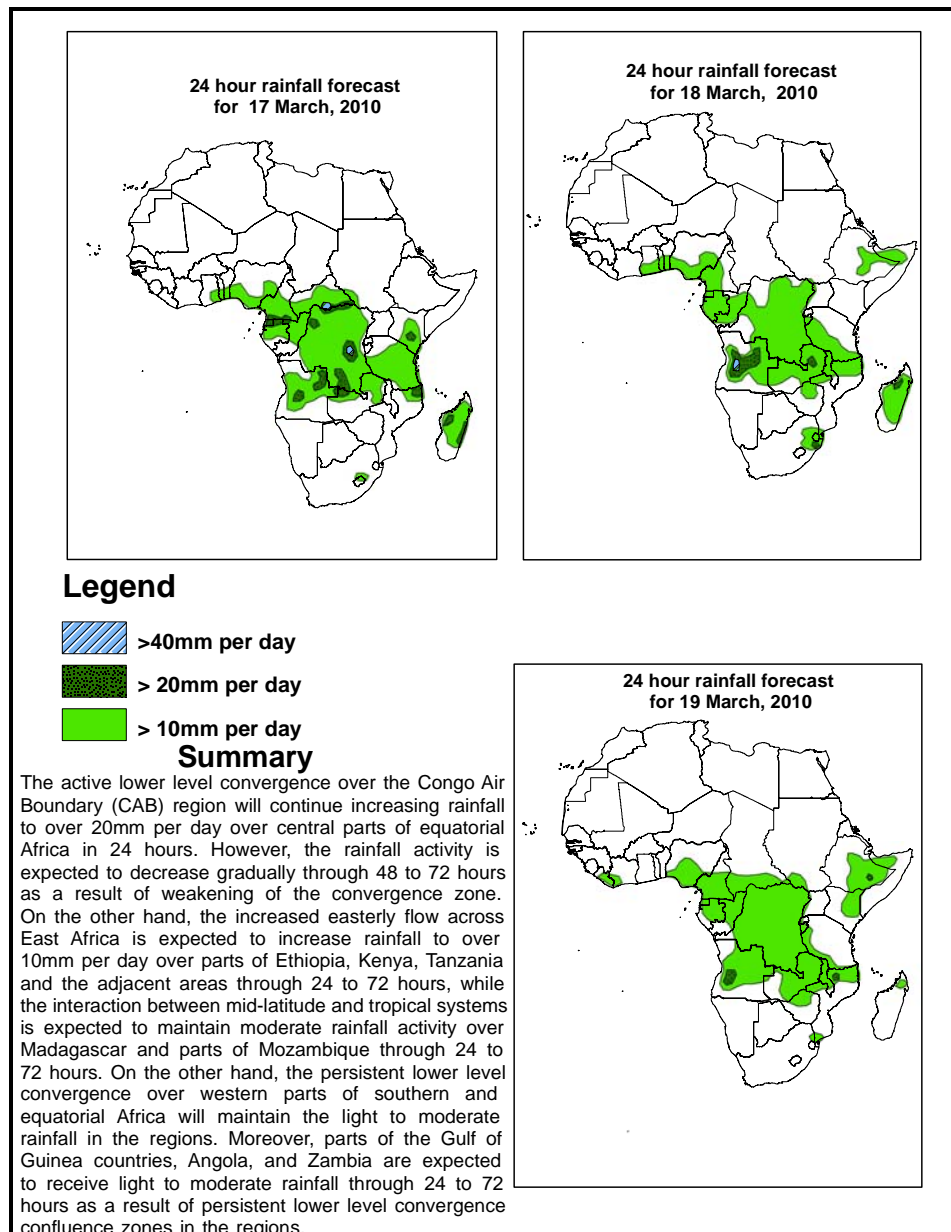 24 hour rainfall forecast
for 17 March, 2010
24 hour rainfall forecast
for 18 March, 2010
Legend
>40mm per day
> 20mm per day
> 10mm per day
24 hour rainfall forecast
for 19 March, 2010
Summary
The active lower level convergence over the Congo Air
Boundary (CAB) region will continue increasing rainfall
to over 20mm per day over central parts of equatorial
Africa in 24 hours. However, the rainfall activity is
expected to decrease gradually through 48 to 72 hours
as a result of weakening of the convergence zone.
On the other hand, the increased easterly flow across
East Africa is expected to increase rainfall to over
10mm per day over parts of Ethiopia, Kenya, Tanzania
and the adjacent areas through 24 to 72 hours, while
the interaction between mid-latitude and tropical systems
is expected to maintain moderate rainfall activity over
Madagascar and parts of Mozambique through 24 to
72 hours. On the other hand, the persistent lower level
convergence over western parts of southern and
equatorial Africa will maintain the light to moderate
rainfall in the regions. Moreover, parts of the Gulf of
Guinea countries, Angola, and Zambia are expected
to receive light to moderate rainfall through 24 to 72
hours as a result of persistent lower level convergence
confluence zones in the regions